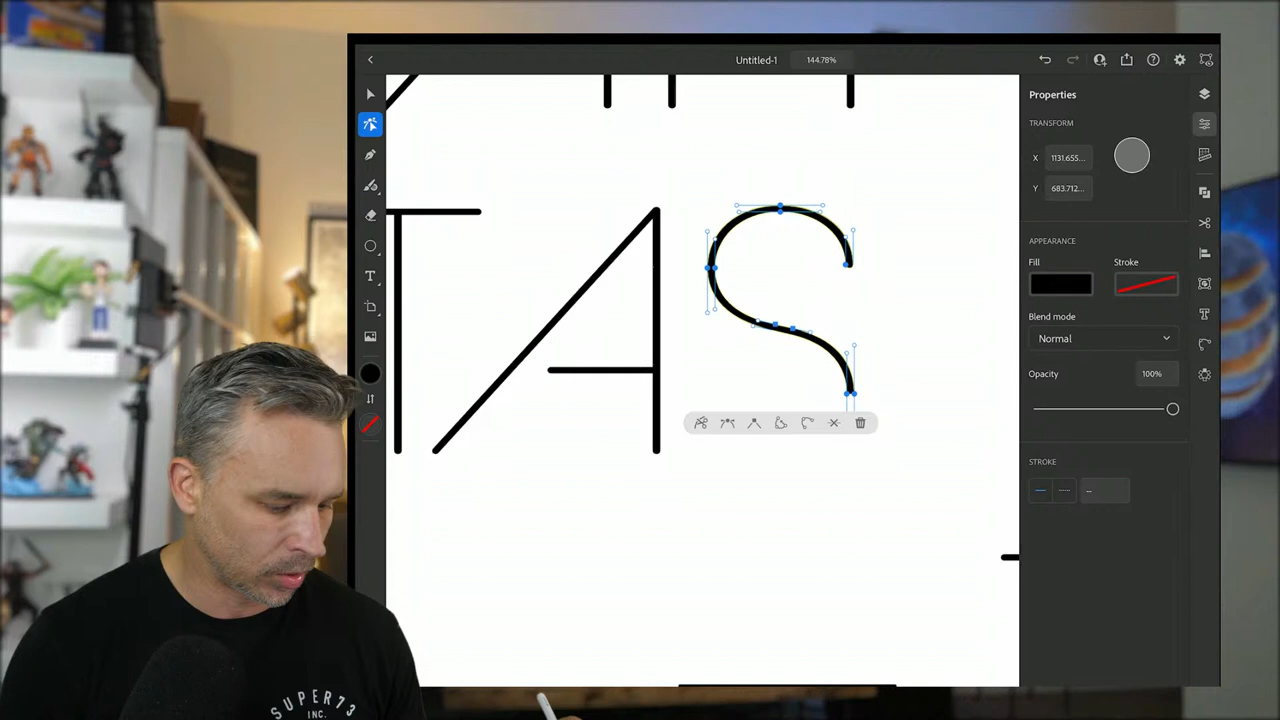 Untitled-1
144.78%
Properties
TRANSFORM
X 1131.655...
Y 683.712...
APPEARANCE
Fill
Stroke
Blend mode
Normal
Opacity
100%
STROKE
--
T
T
TAS
SUPER73
INC.